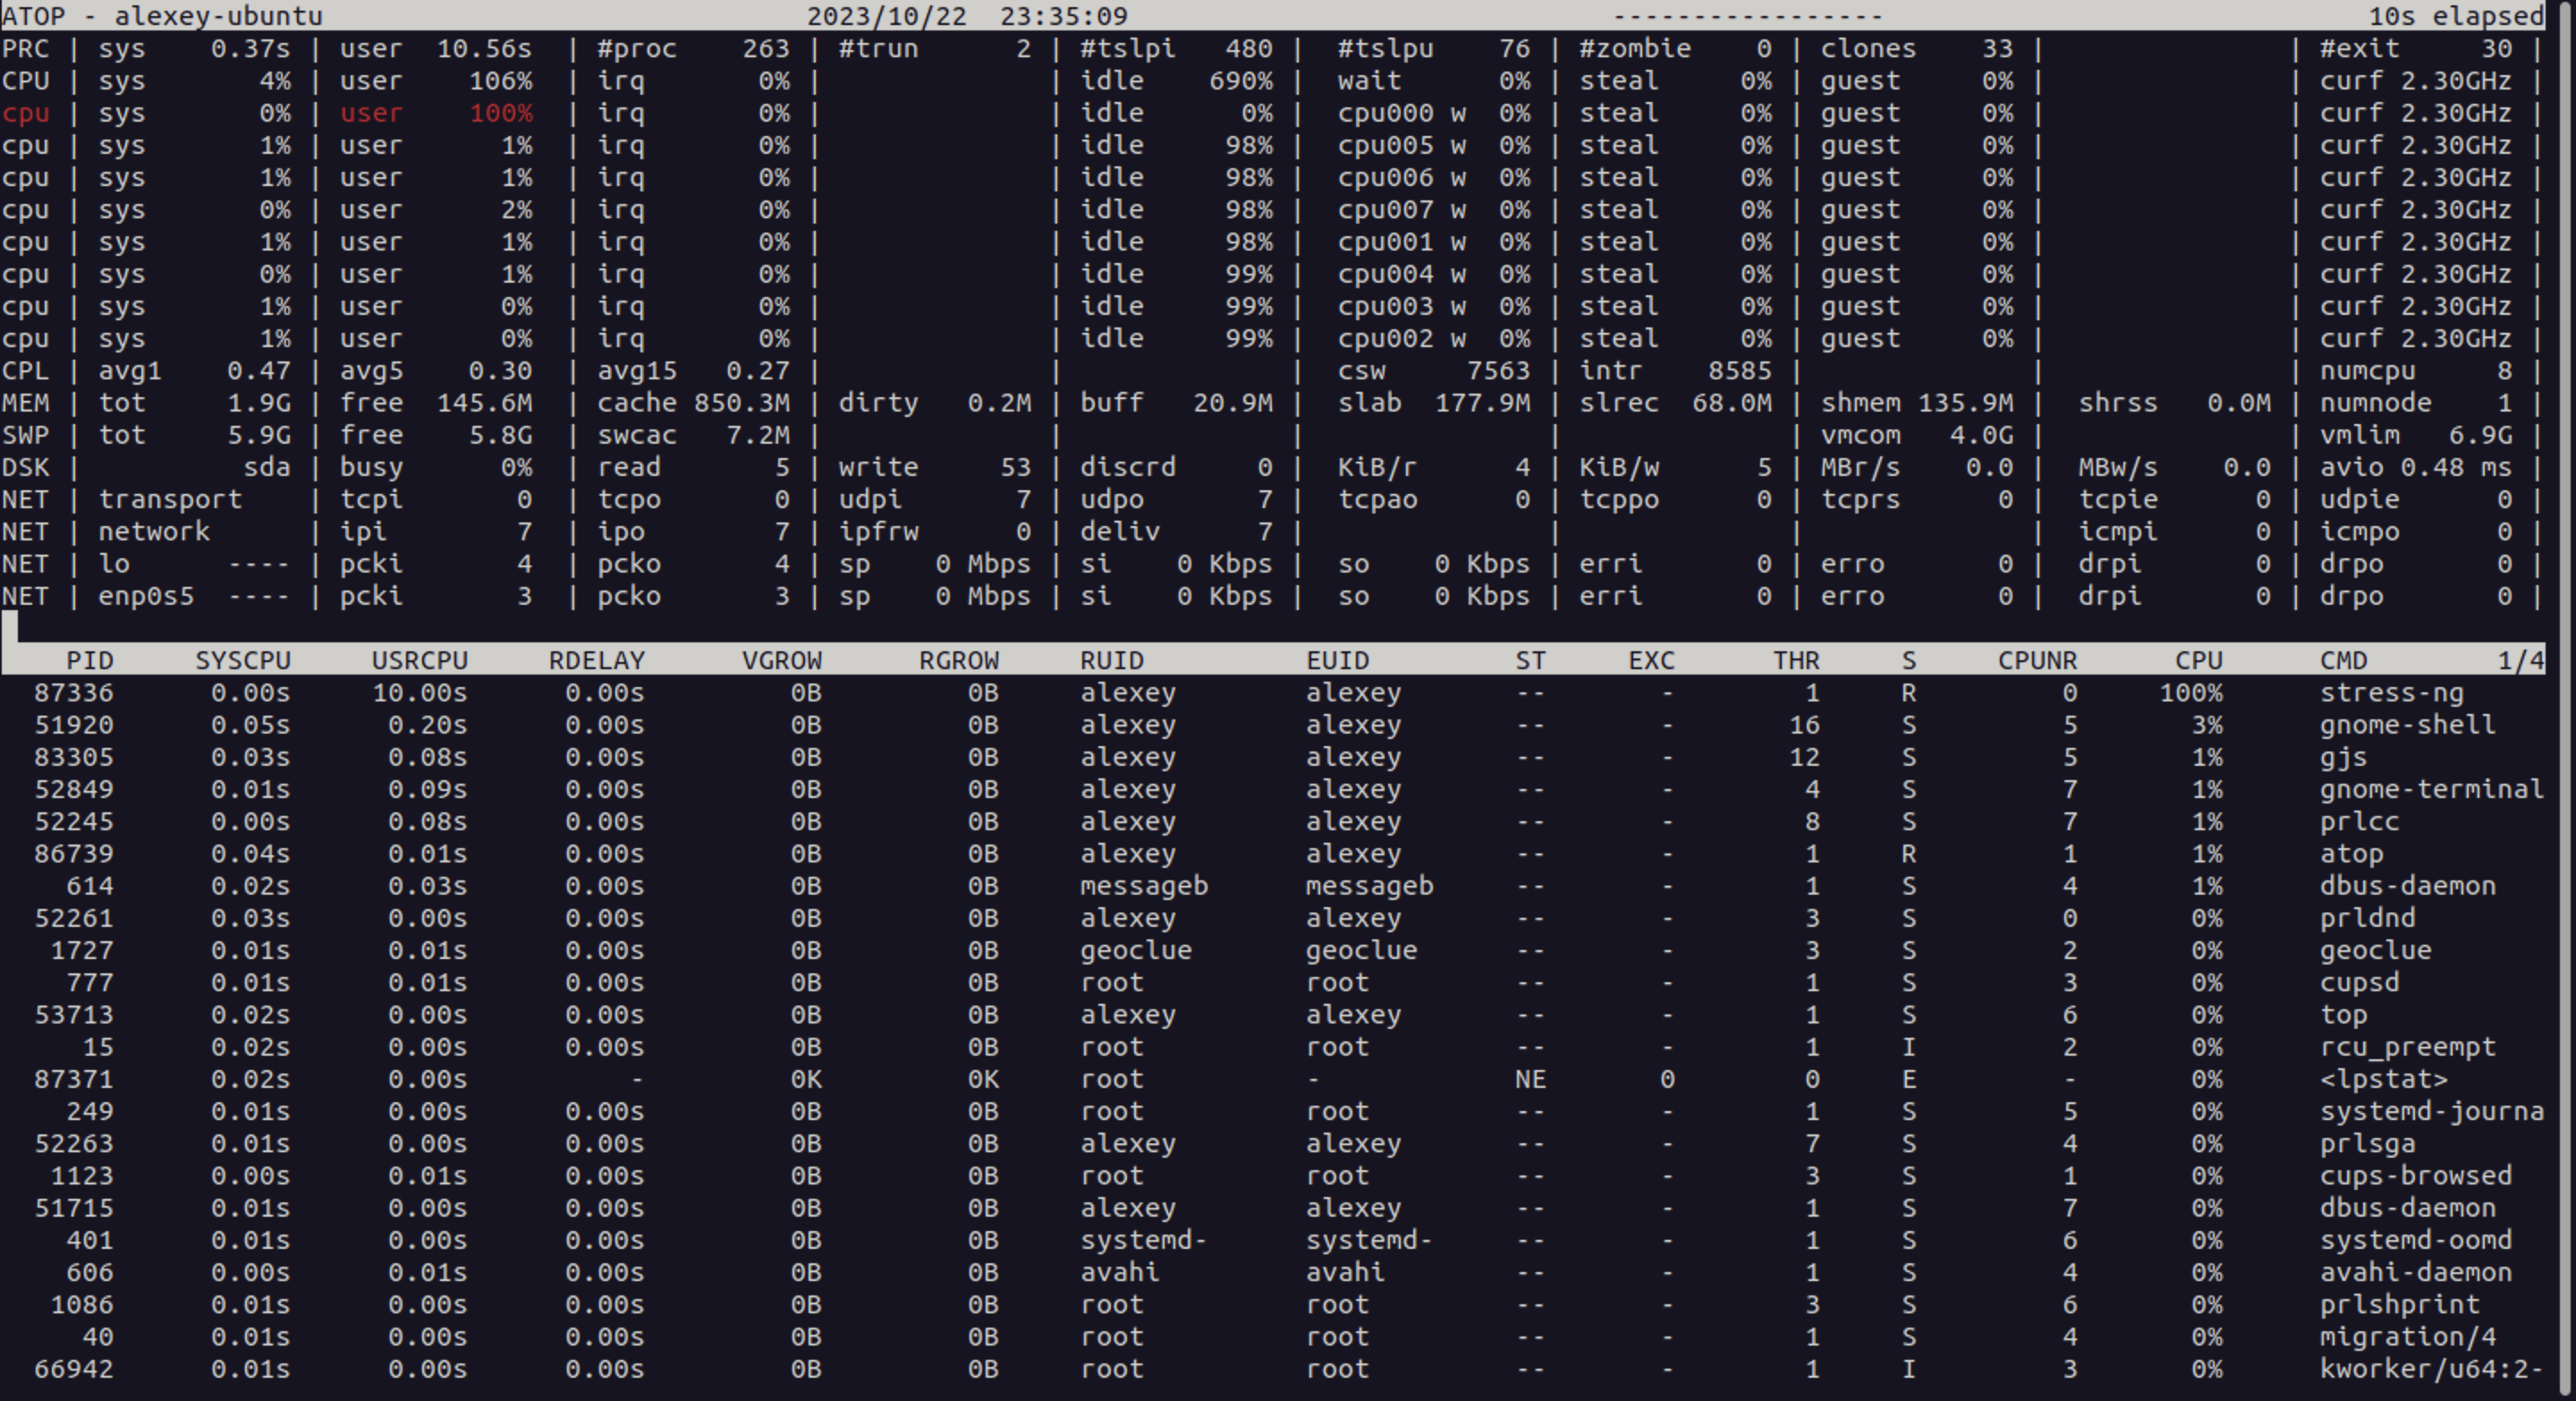 ATOP - alexey-ubuntu 2023/10/22 23:35:09 ----------------- 10s elapsed
PRC | sys 0.37s | user 10.56s | #proc 263 | #trun 2 | #tslpi 480 | #tslpu 76 | #zombie 0 | clones 33 | | #exit 30 |
CPU | sys 4% | user 106% | irq 0% | | idle 690% | wait 0% | steal 0% | guest 0% | | curf 2.30GHz |
cpu | sys 0% | user 100% | irq 0% | | idle 0% | cpu000 w 0% | steal 0% | guest 0% | | curf 2.30GHz |
cpu | sys 1% | user 1% | irq 0% | | idle 98% | cpu005 w 0% | steal 0% | guest 0% | | curf 2.30GHz |
cpu | sys 1% | user 1% | irq 0% | | idle 98% | cpu006 w 0% | steal 0% | guest 0% | | curf 2.30GHz |
cpu | sys 0% | user 2% | irq 0% | | idle 98% | cpu007 w 0% | steal 0% | guest 0% | | curf 2.30GHz |
cpu | sys 1% | user 1% | irq 0% | | idle 98% | cpu001 w 0% | steal 0% | guest 0% | | curf 2.30GHz |
cpu | sys 0% | user 1% | irq 0% | | idle 99% | cpu004 w 0% | steal 0% | guest 0% | | curf 2.30GHz |
cpu | sys 1% | user 0% | irq 0% | | idle 99% | cpu003 w 0% | steal 0% | guest 0% | | curf 2.30GHz |
cpu | sys 1% | user 0% | irq 0% | | idle 99% | cpu002 w 0% | steal 0% | guest 0% | | curf 2.30GHz |
CPL | avg1 0.47 | avg5 0.30 | avg15 0.27 | | | csw 7563 | intr 8585 | | | numcpu 8 |
MEM | tot 1.9G | free 145.6M | cache 850.3M | dirty 0.2M | buff 20.9M | slab 177.9M | slrec 68.0M | shmem 135.9M | shrss 0.0M | numnode 1 |
SWP | tot 5.9G | free 5.8G | swcac 7.2M | | | | | vmcom 4.0G | | vmlim 6.9G |
DSK | sda | busy 0% | read 5 | write 53 | discrd 0 | KiB/r 4 | KiB/w 5 | MBr/s 0.0 | MBw/s 0.0 | avio 0.48 ms |
NET | transport | tcpi 0 | tcpo 0 | udpi 7 | udpo 7 | tcpao 0 | tcppo 0 | tcprs 0 | tcpie 0 | udpie 0 |
NET | network | ipi 7 | ipo 7 | ipfrw 0 | deliv 7 | | | | icmpi 0 | icmpo 0 |
NET | lo ---- | pcki 4 | pcko 4 | sp 0 Mbps | si 0 Kbps | so 0 Kbps | erri 0 | erro 0 | drpi 0 | drpo 0 |
NET | enp0s5 ---- | pcki 3 | pcko 3 | sp 0 Mbps | si 0 Kbps | so 0 Kbps | erri 0 | erro 0 | drpi 0 | drpo 0 |
PID SYSCPU USRCPU RDELAY VGROW RGROW RUID EUID ST EXC THR S CPUNR CPU CMD 1/4
87336 0.00s 10.00s 0.00s 0B 0B alexey alexey -- - 1 R 0 100% stress-ng
51920 0.05s 0.20s 0.00s 0B 0B alexey alexey -- - 16 S 5 3% gnome-shell
83305 0.03s 0.08s 0.00s 0B 0B alexey alexey -- - 12 S 5 1% gjs
52849 0.01s 0.09s 0.00s 0B 0B alexey alexey -- - 4 S 7 1% gnome-terminal
52245 0.00s 0.08s 0.00s 0B 0B alexey alexey -- - 8 S 7 1% prlcc
86739 0.04s 0.01s 0.00s 0B 0B alexey alexey -- - 1 R 1 1% atop
614 0.02s 0.03s 0.00s 0B 0B messageb messageb -- - 1 S 4 1% dbus-daemon
52261 0.03s 0.00s 0.00s 0B 0B alexey alexey -- - 3 S 0 0% prldnd
1727 0.01s 0.01s 0.00s 0B 0B geoclue geoclue -- - 3 S 2 0% geoclue
777 0.01s 0.01s 0.00s 0B 0B root root -- - 1 S 3 0% cupsd
53713 0.02s 0.00s 0.00s 0B 0B alexey alexey -- - 1 S 6 0% top
15 0.02s 0.00s 0.00s 0B 0B root root -- - 1 I 2 0% rcu_preempt
87371 0.02s 0.00s - 0K 0K root - NE 0 0 E - 0% <lpstat>
249 0.01s 0.00s 0.00s 0B 0B root root -- - 1 S 5 0% systemd-journa
52263 0.01s 0.00s 0.00s 0B 0B alexey alexey -- - 7 S 4 0% prlsga
1123 0.00s 0.01s 0.00s 0B 0B root root -- - 3 S 1 0% cups-browsed
51715 0.01s 0.00s 0.00s 0B 0B alexey alexey -- - 1 S 7 0% dbus-daemon
401 0.01s 0.00s 0.00s 0B 0B systemd- systemd- -- - 1 S 6 0% systemd-oomd
606 0.00s 0.01s 0.00s 0B 0B avahi avahi -- - 1 S 4 0% avahi-daemon
1086 0.01s 0.00s 0.00s 0B 0B root root -- - 3 S 6 0% prlshprint
40 0.01s 0.00s 0.00s 0B 0B root root -- - 1 S 4 0% migration/4
66942 0.01s 0.00s 0.00s 0B 0B root root -- - 1 I 3 0% kworker/u64:2-